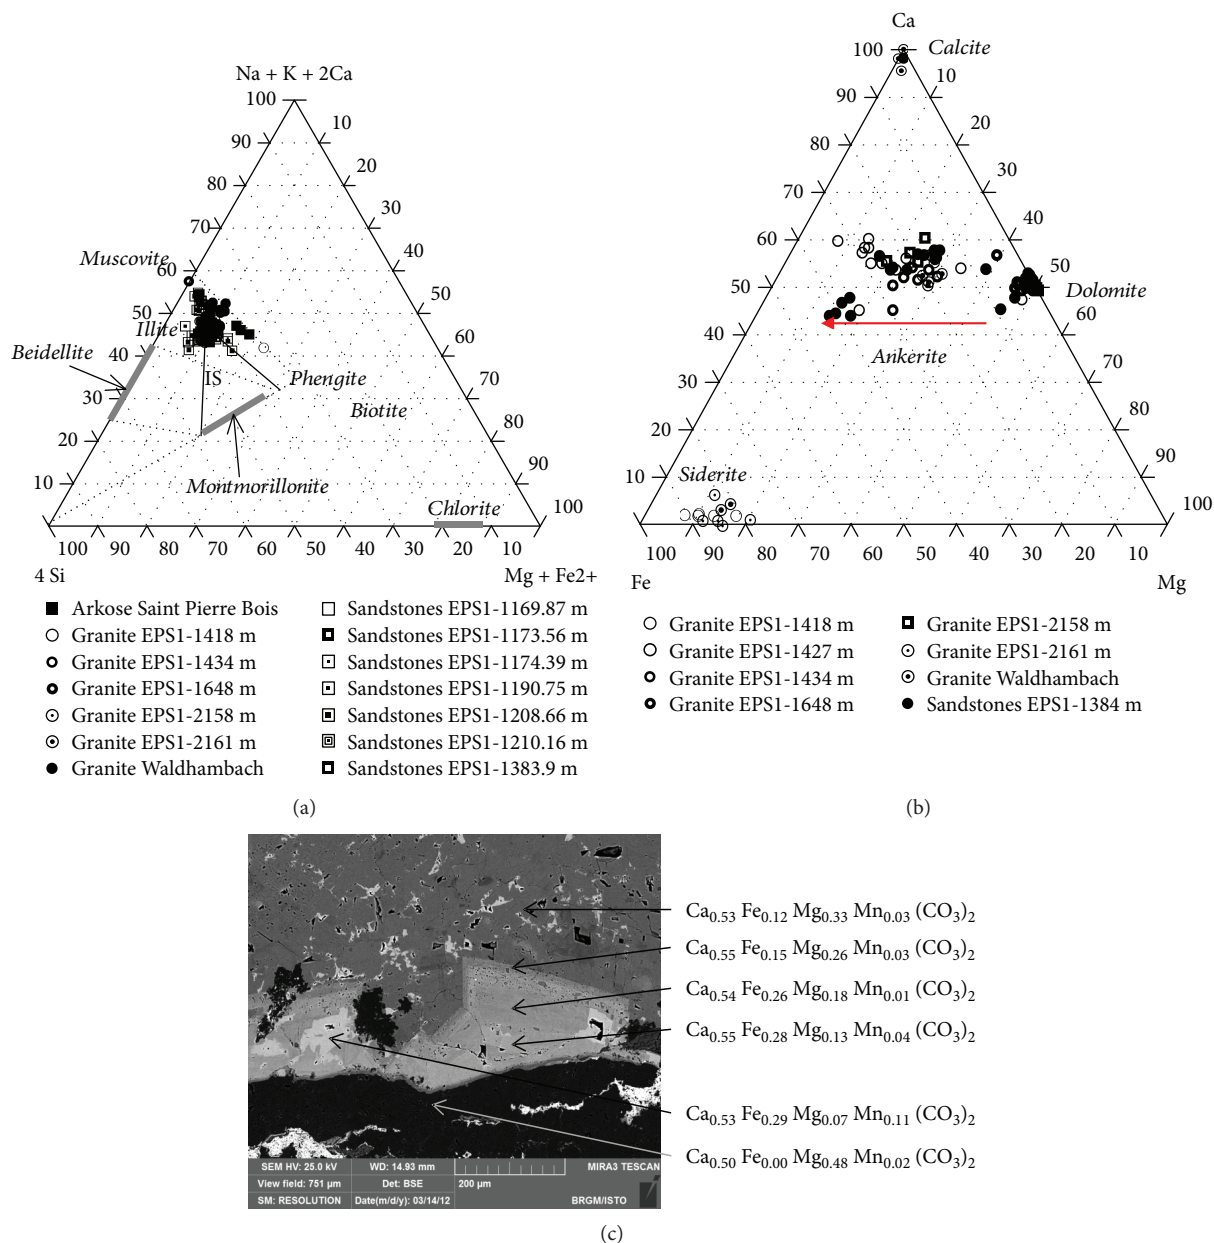 Na + K + 2Ca
100
90
80
70
60
50
40
30
20
10
10
20
30
40
50
60
70
80
90
100
Muscovite
Illite
Beidellite
IS
Phengite
Biotite
Montmorillonite
Chlorite
100 90 80 70 60 50 40 30 20 10
4 Si
Mg + Fe2+
■ Arkose Saint Pierre Bois
Granite EPS1-1418 m
Granite EPS1-1434 m
Granite EPS1-1648 m
Granite EPS1-2158 m
Granite EPS1-2161 m
Granite Waldhambach
Sandstones EPS1-1169.87 m
Sandstones EPS1-1173.56 m
Sandstones EPS1-1174.39 m
Sandstones EPS1-1190.75 m
Sandstones EPS1-1208.66 m
Sandstones EPS1-1210.16 m
Sandstones EPS1-1383.9 m
(a)
Ca
100
90
80
70
60
50
40
30
20
10
Calcite
10
20
30
40
50
60
70
80
90
100
Dolomite
Ankerite
Siderite
100 90 80 70 60 50 40 30 20 10
Fe
Mg
Granite EPS1-1418 m
Granite EPS1-1427 m
Granite EPS1-1434 m
Granite EPS1-1648 m
Granite EPS1-2158 m
Granite EPS1-2161 m
Granite Waldhambach
Sandstones EPS1-1384 m
(b)
Ca0.53 Fe0.12 Mg0.33 Mn0.03 (CO3)2
Ca0.55 Fe0.15 Mg0.26 Mn0.03 (CO3)2
Ca0.54 Fe0.26 Mg0.18 Mn0.01 (CO3)2
Ca0.55 Fe0.28 Mg0.13 Mn0.04 (CO3)2
Ca0.53 Fe0.29 Mg0.07 Mn0.11 (CO3)2
Ca0.50 Fe0.00 Mg0.48 Mn0.02 (CO3)2
SEM HV: 25.0 kV WD: 14.93 mm MIRA3 TESCAN
View field: 751 µm Det: BSE 200 µm
SM: RESOLUTION Date(m/d/y): 03/14/12 BRGM/ISTO
(c)